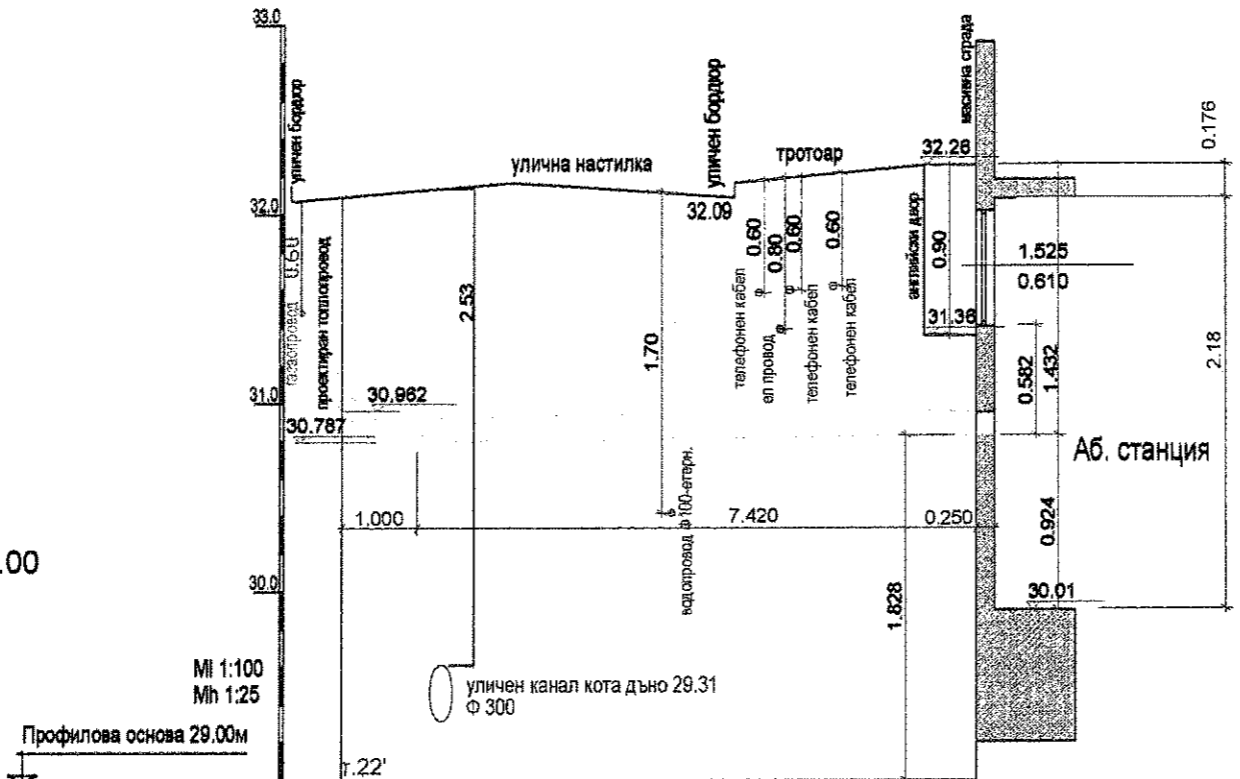 33.0
уличен бордюр
улична настилка
уличен бордюр
тротоар
масивна сграда
32.26
0.176
32.0
32.09
0.60
газопровод
проектиран топлопровод
2.53
1.70
0.60
0.80
0.60
0.60
телефонен кабел
ел провод
телефонен кабел
телефонен кабел
английски двор
0.90
31.36
1.525
0.610
2.18
0.582
1.432
31.0
30.962
30.787
Аб. станция
1.000
водопровод ф100-етерн.
7.420
0.250
0.924
.00
30.0
1.828
30.01
Ml 1:100
Mh 1:25
уличен канал кота дъно 29.31
Ф 300
Профилова основа 29.00м
т.22'